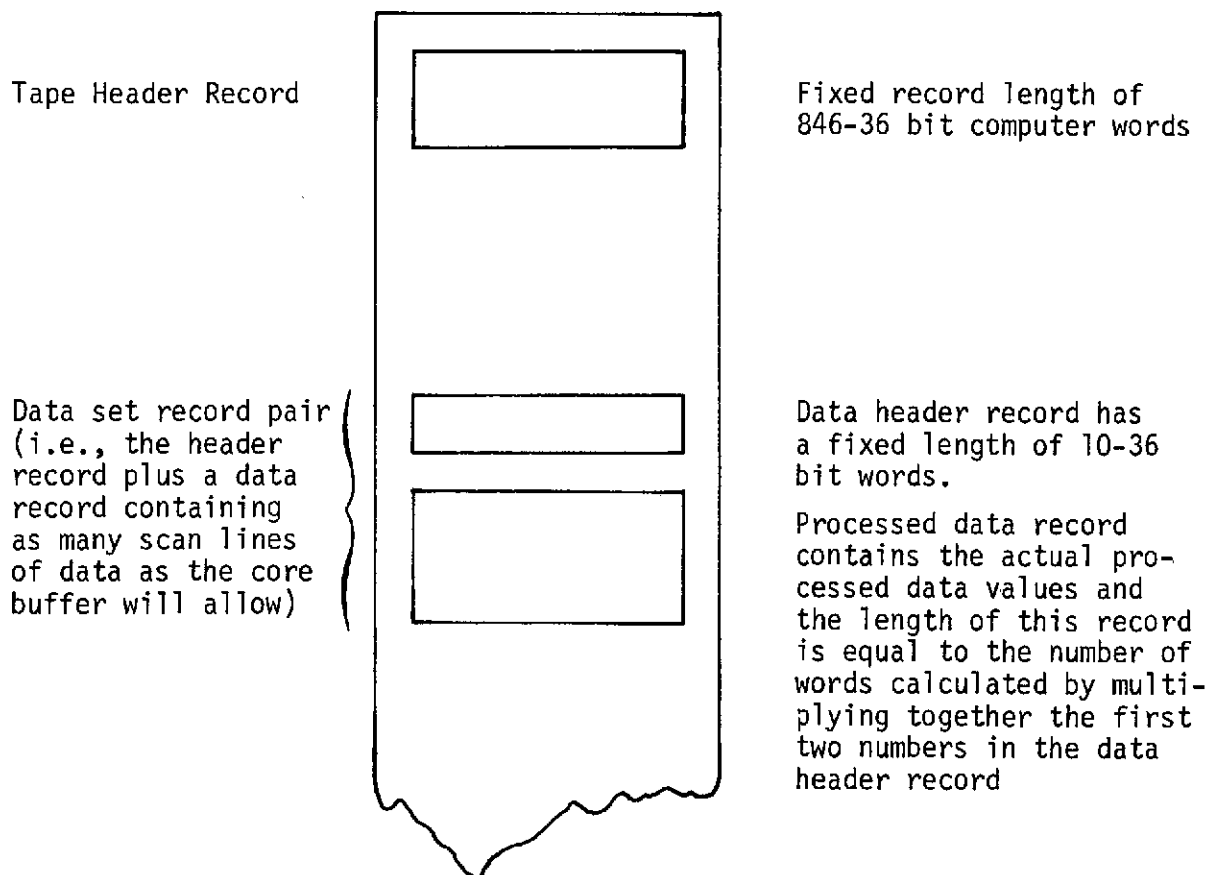 Tape Header Record
Fixed record length of
846-36 bit computer words
Data set record pair
(i.e., the header
record plus a data
record containing
as many scan lines
of data as the core
buffer will allow)
Data header record has
a fixed length of 10-36
bit words.
Processed data record
contains the actual pro-
cessed data values and
the length of this record
is equal to the number of
words calculated by multi-
plying together the first
two numbers in the data
header record